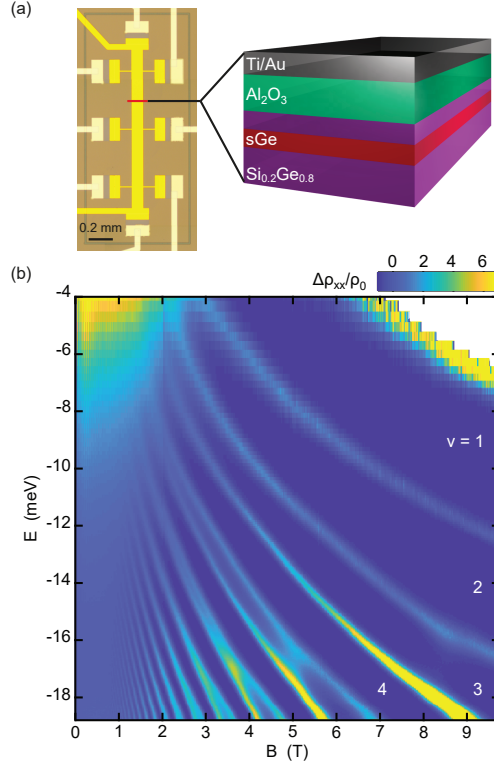 (a)
Ti/Au
Al₂O₃
sGe
Si₀.₂Ge₀.₈
0.2 mm
(b)
Δρxx/ρ0
0 2 4 6
-4
-6
-8
-10
-12
-14
-16
-18
E (meV)
ν = 1
2
3
4
0 1 2 3 4 5 6 7 8 9
B (T)